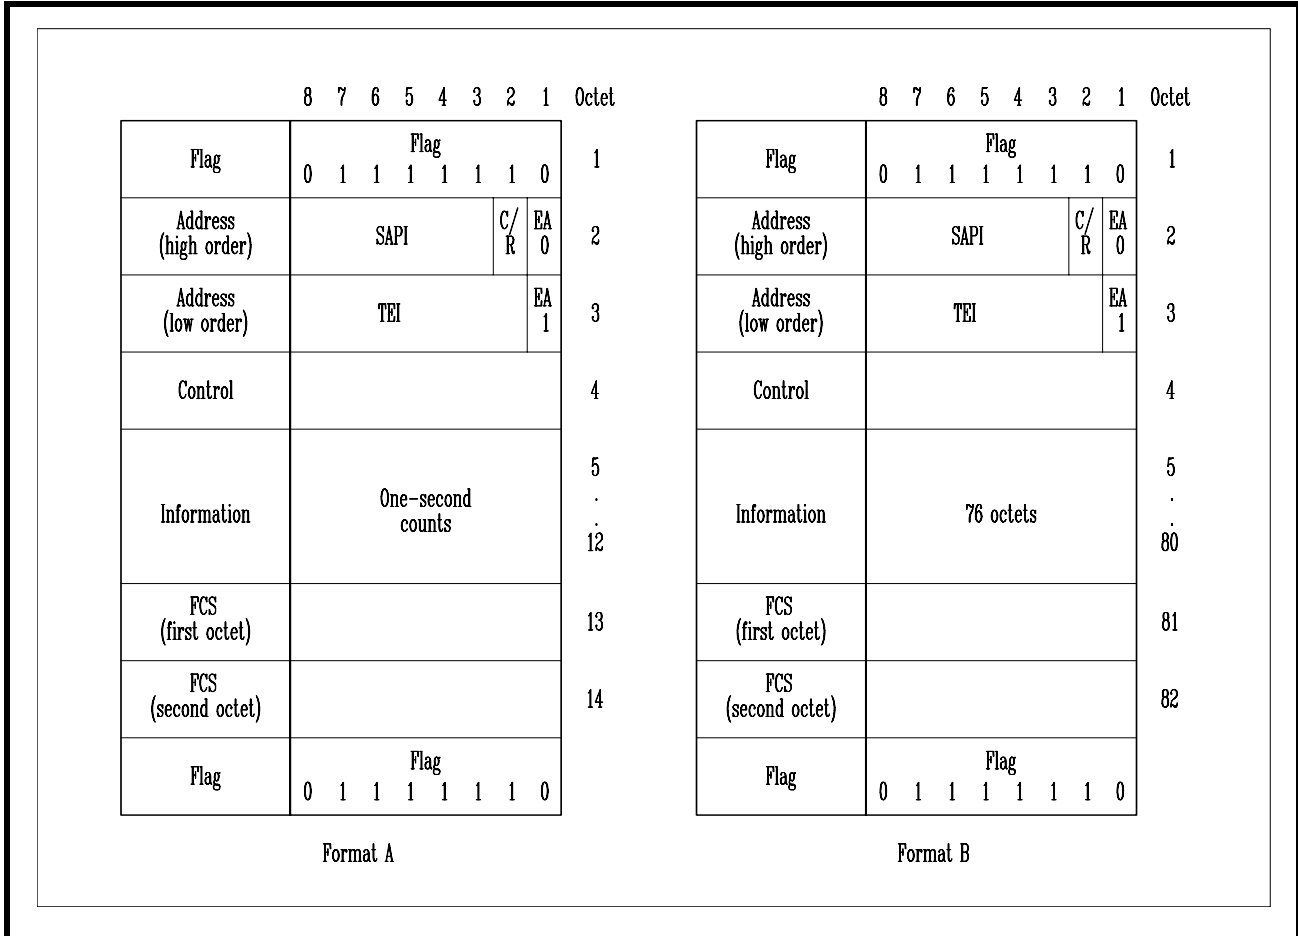 8 7 6 5 4 3 2 1 Octet
Flag
Flag
0 1 1 1 1 1 1 0
1
Address
(high order)
SAPI
C/
R
EA
0
2
Address
(low order)
TEI
EA
1
3
Control
4
Information
One-second
counts
5
.
.
12
FCS
(first octet)
13
FCS
(second octet)
14
Flag
Flag
0 1 1 1 1 1 1 0
Format A
8 7 6 5 4 3 2 1 Octet
Flag
Flag
0 1 1 1 1 1 1 0
1
Address
(high order)
SAPI
C/
R
EA
0
2
Address
(low order)
TEI
EA
1
3
Control
4
Information
76 octets
5
.
.
80
FCS
(first octet)
81
FCS
(second octet)
82
Flag
Flag
0 1 1 1 1 1 1 0
Format B